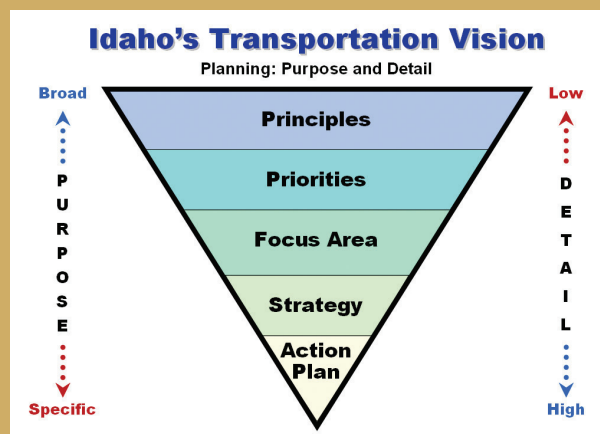 Idaho's Transportation Vision
Planning: Purpose and Detail
Broad
Low
Principles
Priorities
Focus Area
Strategy
Action
Plan
PURPOSE
DETAIL
Specific
High